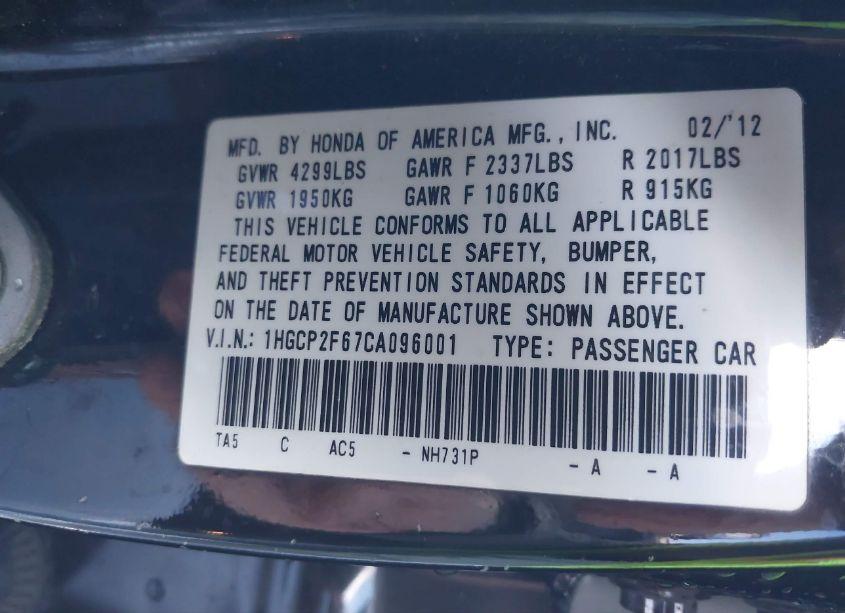 MFD. BY HONDA OF AMERICA MFG., INC. 02/'12
GVWR 4299LBS GAWR F 2337LBS R 2017LBS
GVWR 1950KG GAWR F 1060KG R 915KG
THIS VEHICLE CONFORMS TO ALL APPLICABLE
FEDERAL MOTOR VEHICLE SAFETY, BUMPER,
AND THEFT PREVENTION STANDARDS IN EFFECT
ON THE DATE OF MANUFACTURE SHOWN ABOVE.
V.I.N.: 1HGCP2F67CA096001 TYPE: PASSENGER CAR
TA5 C AC5 - NH731P - A - A